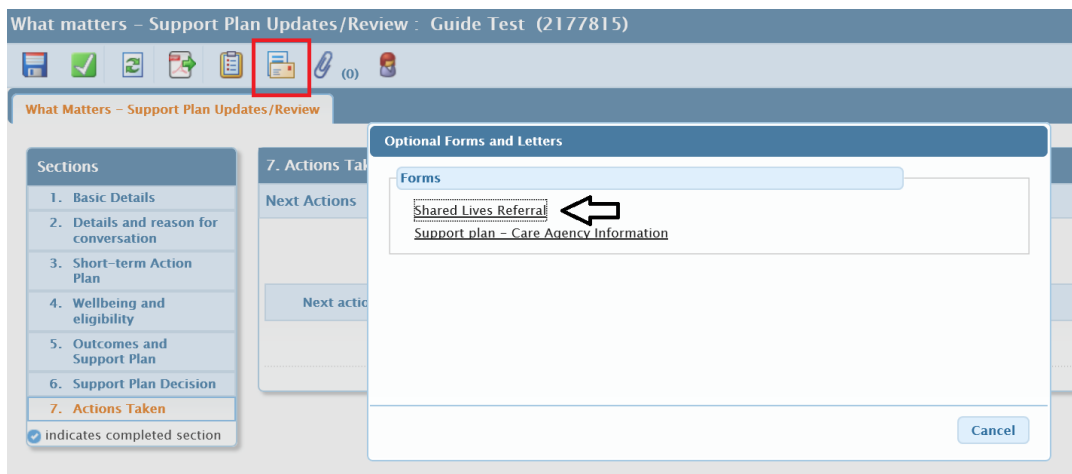 What matters – Support Plan Updates/Review : Guide Test (2177815)
(0)
What Matters – Support Plan Updates/Review
Sections
1. Basic Details
2. Details and reason for
conversation
3. Short-term Action
Plan
4. Wellbeing and
eligibility
5. Outcomes and
Support Plan
6. Support Plan Decision
7. Actions Taken
indicates completed section
7. Actions
Next Actions
Next
Optional Forms and Letters
Forms
Shared Lives Referral
Support plan – Care Agency Information
Cancel